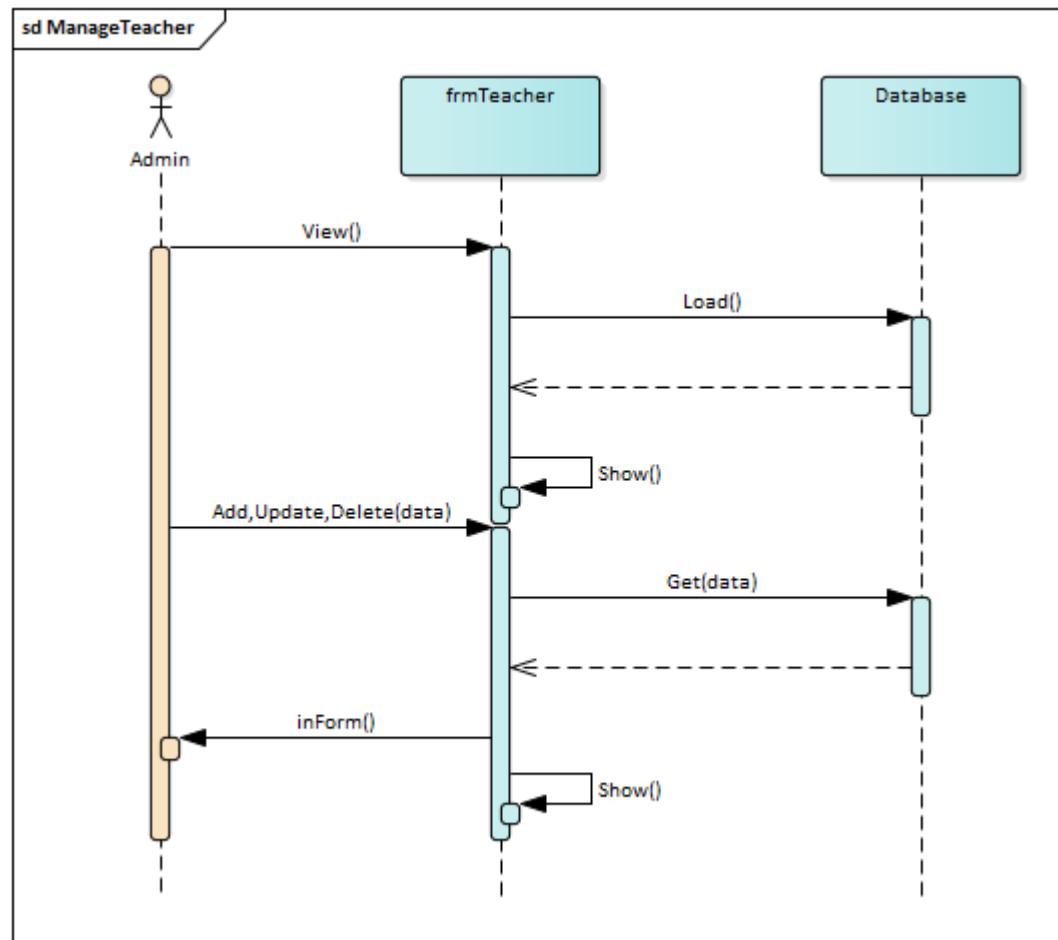 sd ManageTeacher
frmTeacher
Database
Admin
View()
Load()
Show()
Add,Update,Delete(data)
Get(data)
inForm()
Show()